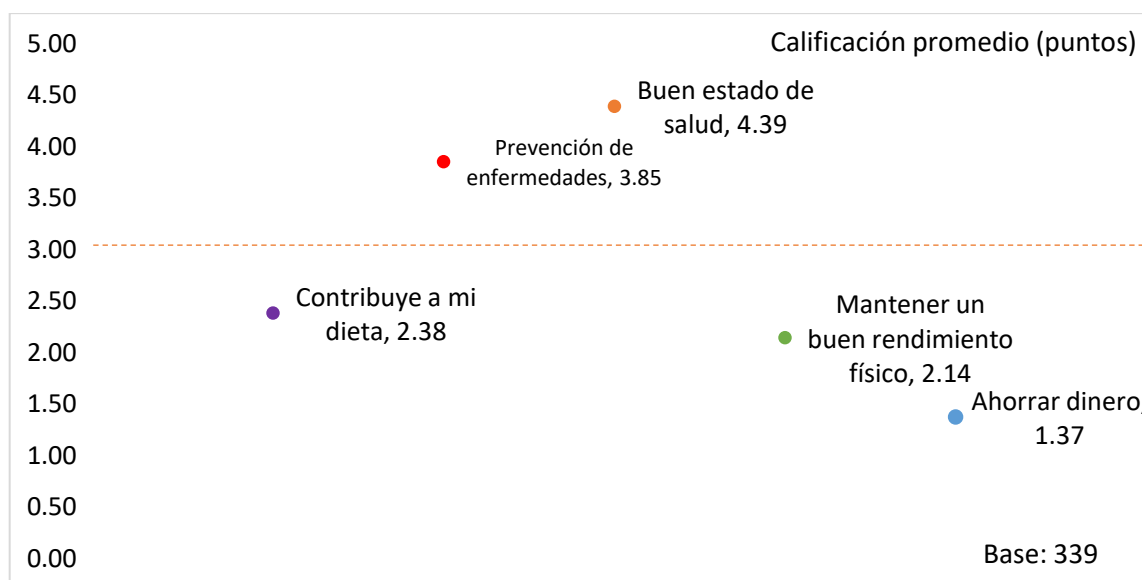 Calificación promedio (puntos)
5.00
4.50
4.00
3.50
3.00
2.50
2.00
1.50
1.00
0.50
0.00
Buen estado de
salud, 4.39
Prevención de
enfermedades, 3.85
Contribuye a mi
dieta, 2.38
Mantener un
buen rendimiento
físico, 2.14
Ahorrar dinero,
1.37
Base: 339